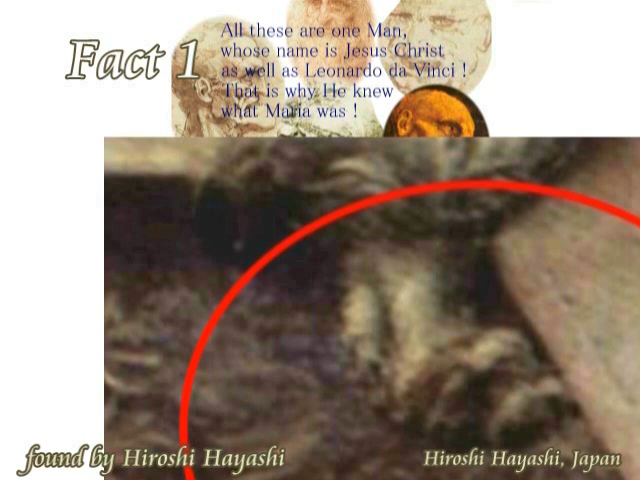 Fact 1
All these are one Man,
whose name is Jesus Christ
as well as Leonardo da Vinci !
That is why He knew
what Maria was !
found by Hiroshi Hayashi
Hiroshi Hayashi, Japan